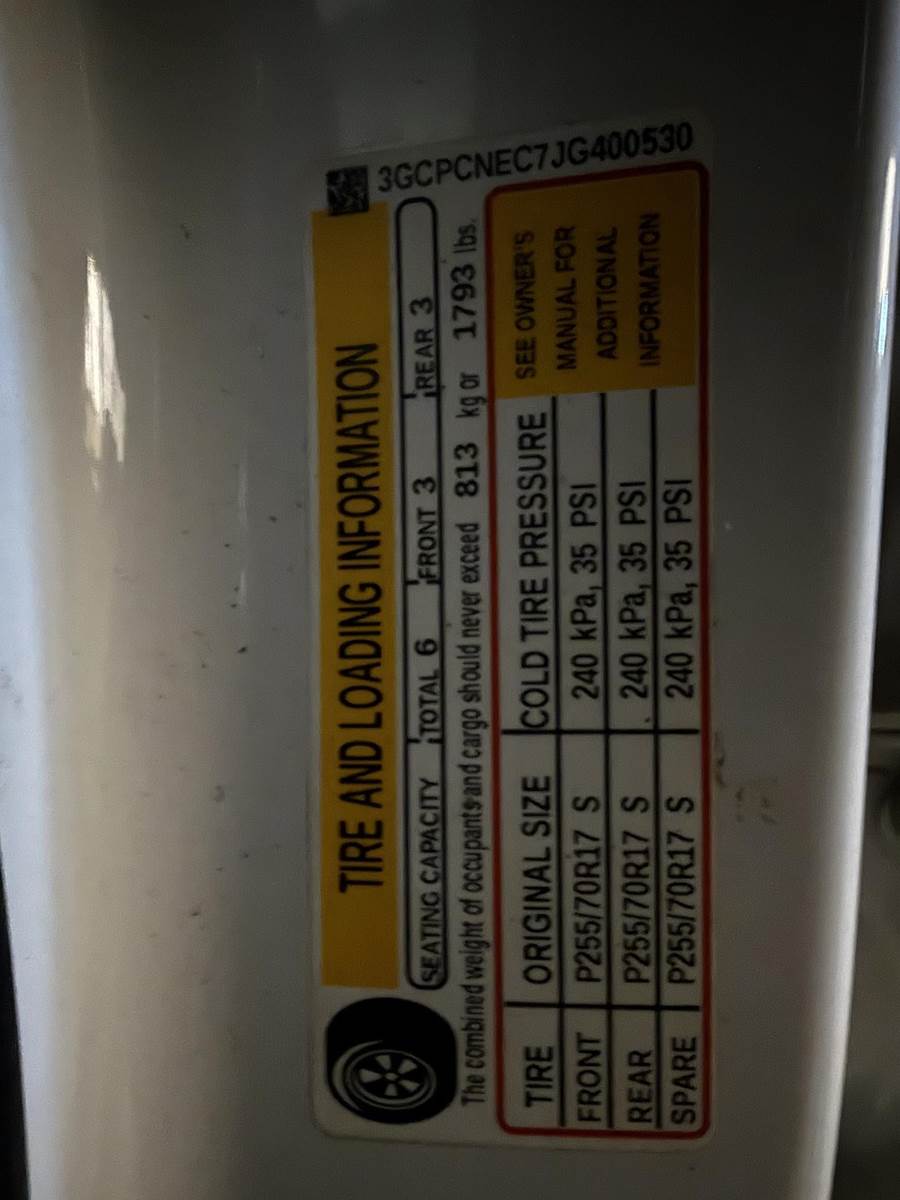 3GCPCNEC7JG400530
TIRE AND LOADING INFORMATION
SEATING CAPACITY TOTAL 6 FRONT 3 REAR 3
The combined weight of occupants and cargo should never exceed 813 kg or 1793 lbs.
TIRE ORIGINAL SIZE COLD TIRE PRESSURE
FRONT P255/70R17 S 240 kPa, 35 PSI
REAR P255/70R17 S 240 kPa, 35 PSI
SPARE P255/70R17 S 240 kPa, 35 PSI
SEE OWNER'S
MANUAL FOR
ADDITIONAL
INFORMATION